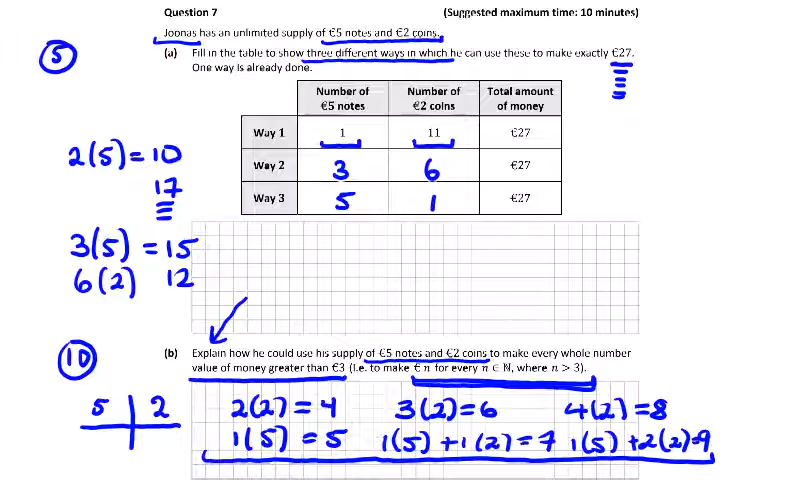 Question 7 (Suggested maximum time: 10 minutes)
Joonas has an unlimited supply of €5 notes and €2 coins.
5
(a) Fill in the table to show three different ways in which he can use these to make exactly €27.
One way is already done.
Number of €5 notes Number of €2 coins Total amount of money
Way 1 1 11 €27
Way 2 3 6 €27
Way 3 5 1 €27
2(5)=10
17
3(5) = 15
6(2) 12
10
(b) Explain how he could use his supply of €5 notes and €2 coins to make every whole number
value of money greater than €3 (I.e. to make € n for every n ∈ ℕ, where n > 3).
5 2
2(2) = 4 3(2)=6 4(2)=8
1(5) = 5 1(5) +1(2)=7 1(5) +2(2)=9